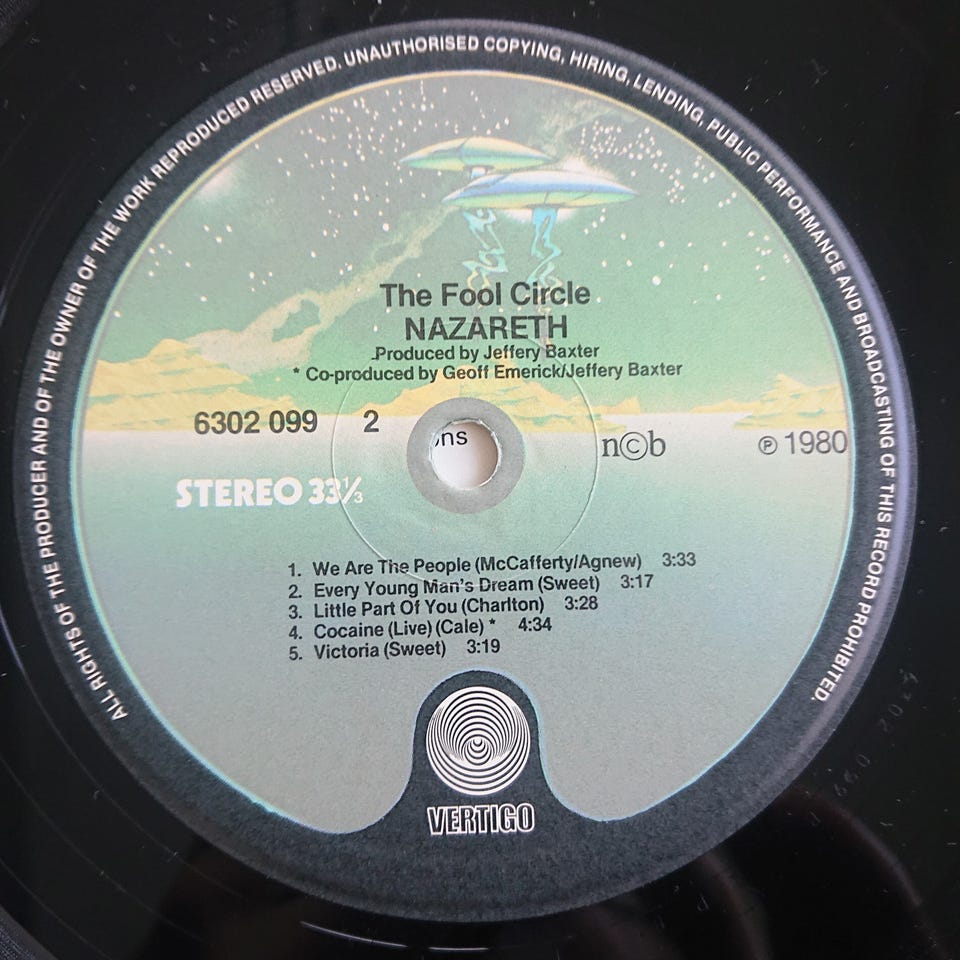 ALL RIGHTS OF THE PRODUCER AND OF THE OWNER OF THE WORK REPRODUCED RESERVED. UNAUTHORISED COPYING, HIRING, LENDING, PUBLIC PERFORMANCE AND BROADCASTING OF THIS RECORD PROHIBITED.
The Fool Circle
NAZARETH
Produced by Jeffery Baxter
* Co-produced by Geoff Emerick/Jeffery Baxter
6302 099 2
ns
n©b
℗ 1980
STEREO 33⅓
1. We Are The People (McCafferty/Agnew) 3:33
2. Every Young Man's Dream (Sweet) 3:17
3. Little Part Of You (Charlton) 3:28
4. Cocaine (Live) (Cale) * 4:34
5. Victoria (Sweet) 3:19
VERTIGO